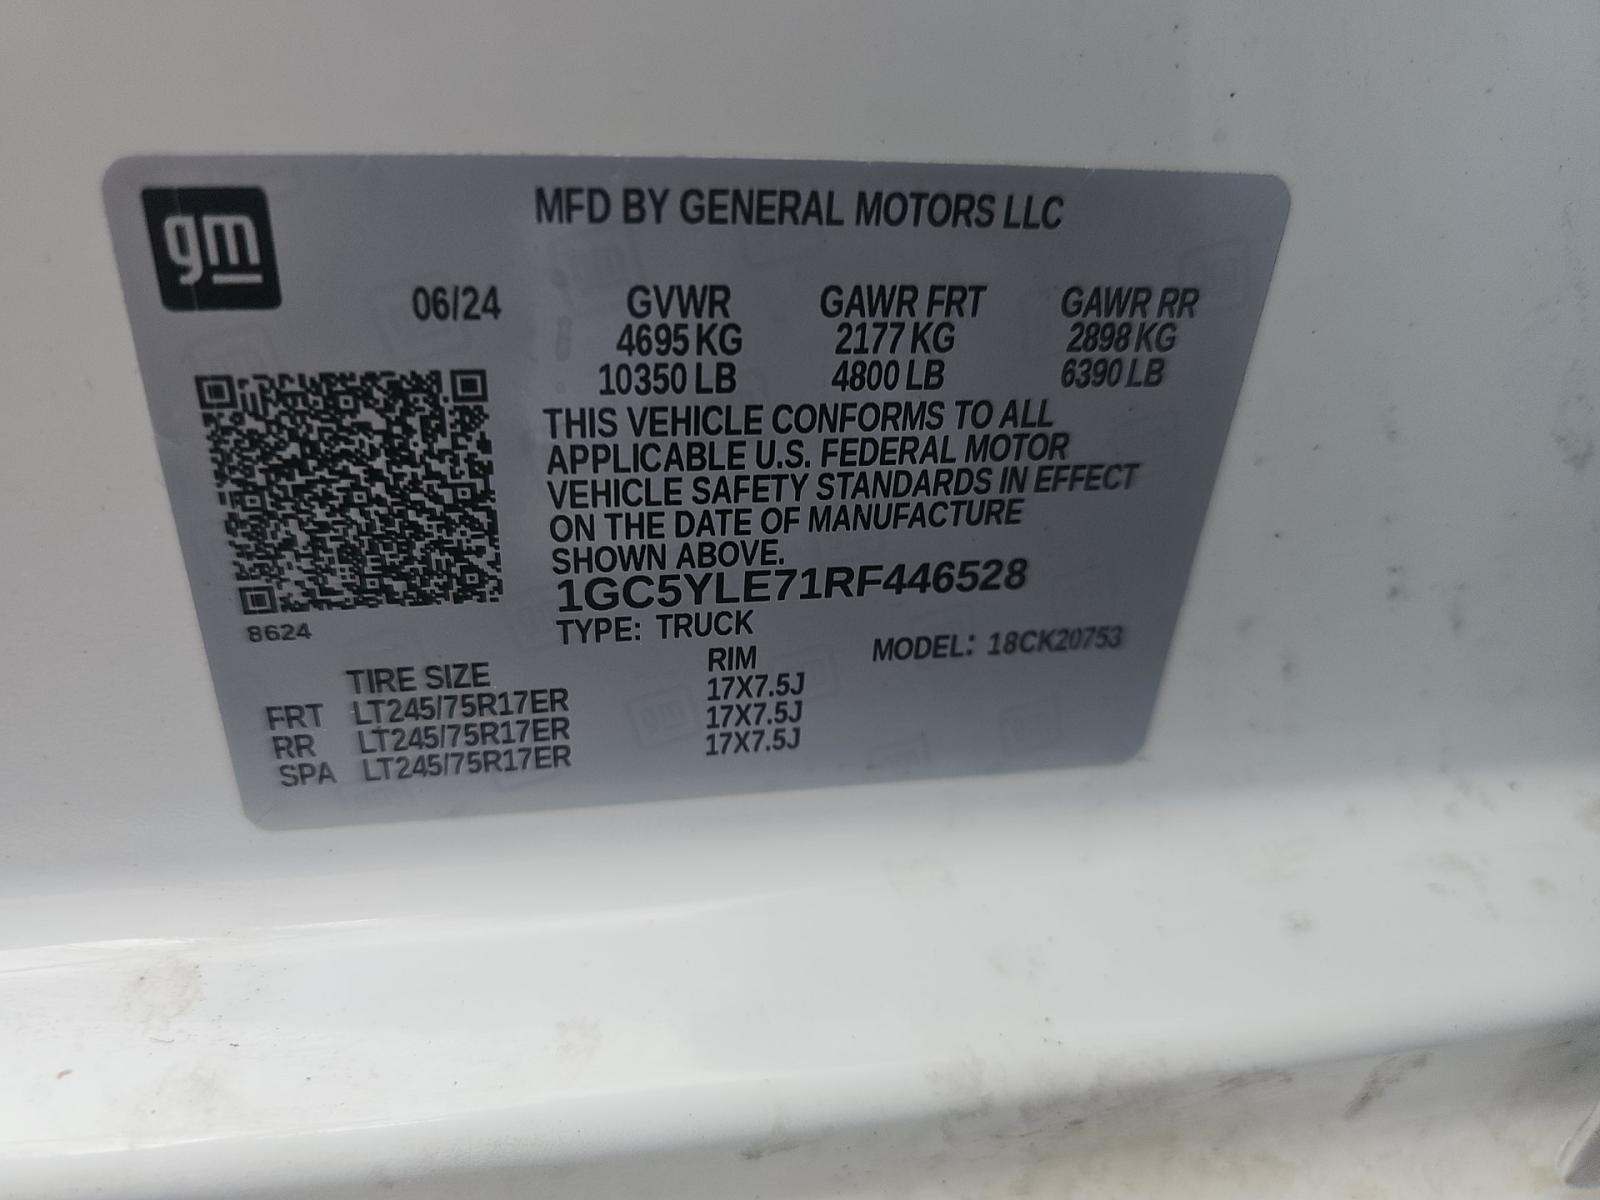 gm
MFD BY GENERAL MOTORS LLC
06/24 GVWR GAWR FRT GAWR RR
4695 KG 2177 KG 2898 KG
10350 LB 4800 LB 6390 LB
THIS VEHICLE CONFORMS TO ALL
APPLICABLE U.S. FEDERAL MOTOR
VEHICLE SAFETY STANDARDS IN EFFECT
ON THE DATE OF MANUFACTURE
SHOWN ABOVE.
1GC5YLE71RF446528
8624
TYPE: TRUCK
MODEL: 18CK20753
TIRE SIZE RIM
FRT LT245/75R17ER 17X7.5J
RR LT245/75R17ER 17X7.5J
SPA LT245/75R17ER 17X7.5J